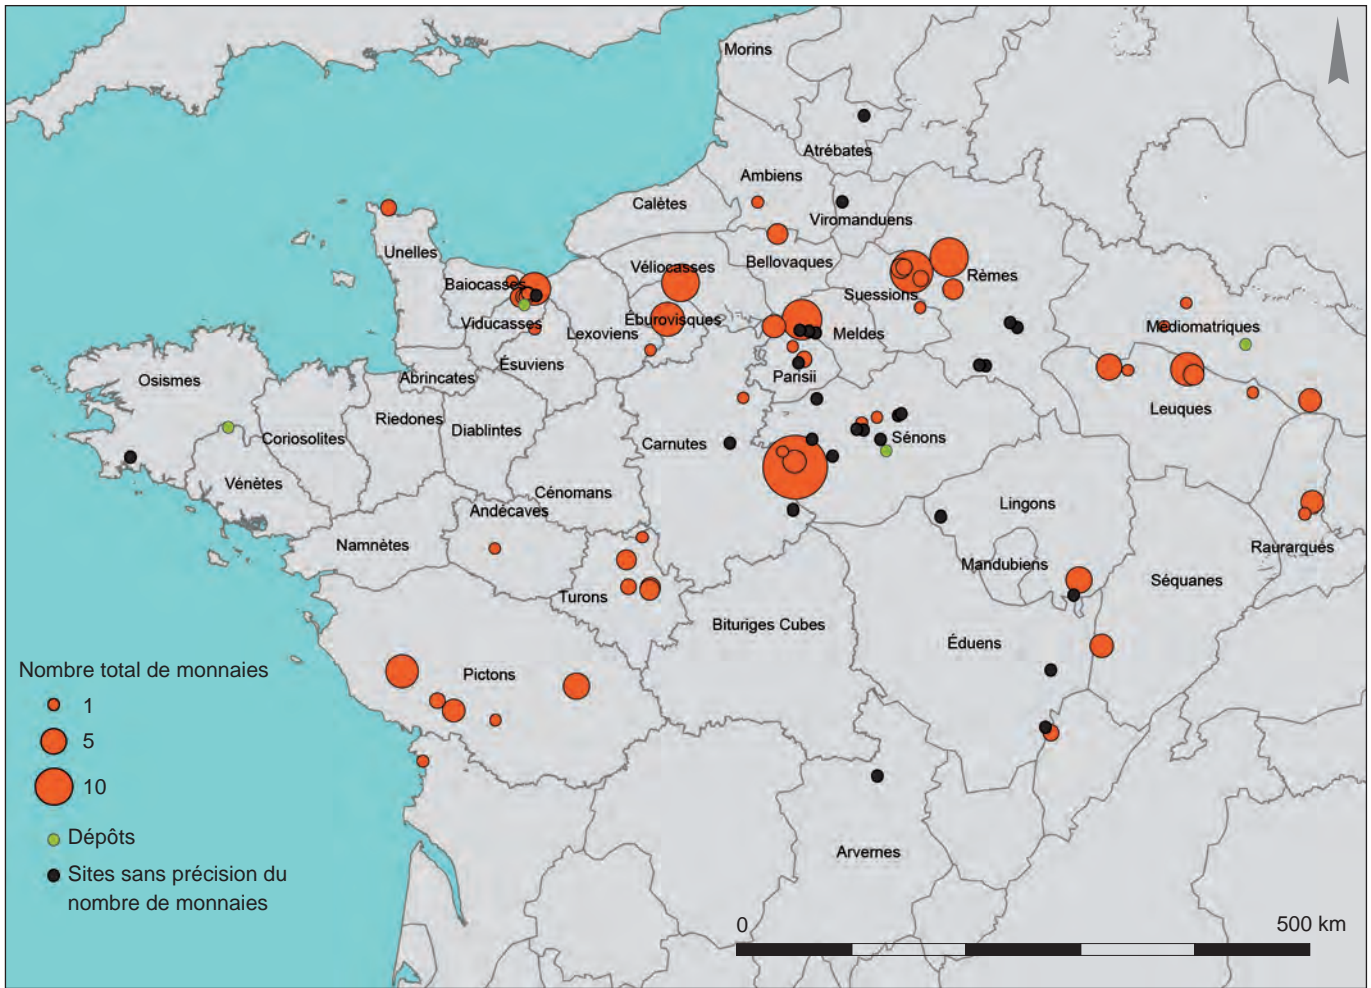 Morins
Atrébates
Ambiens
Calètes
Viromanduens
Unelles
Bellovaques
Véliocasses
Rèmes
Baiocasses
Suessions
Viducasses
Lexoviens
Éburovisques
Meldes
Médiomatriques
Ésuviens
Osismes
Abrincates
Parisii
Leuques
Riedones
Diablintes
Coriosolites
Carnutes
Sénons
Vénètes
Cénomans
Andécaves
Lingons
Namnètes
Raurarques
Mandubiens
Séquanes
Turons
Bituriges Cubes
Éduens
Pictons
Arvernes
Nombre total de monnaies
1
5
10
Dépôts
Sites sans précision du
nombre de monnaies
0
500 km